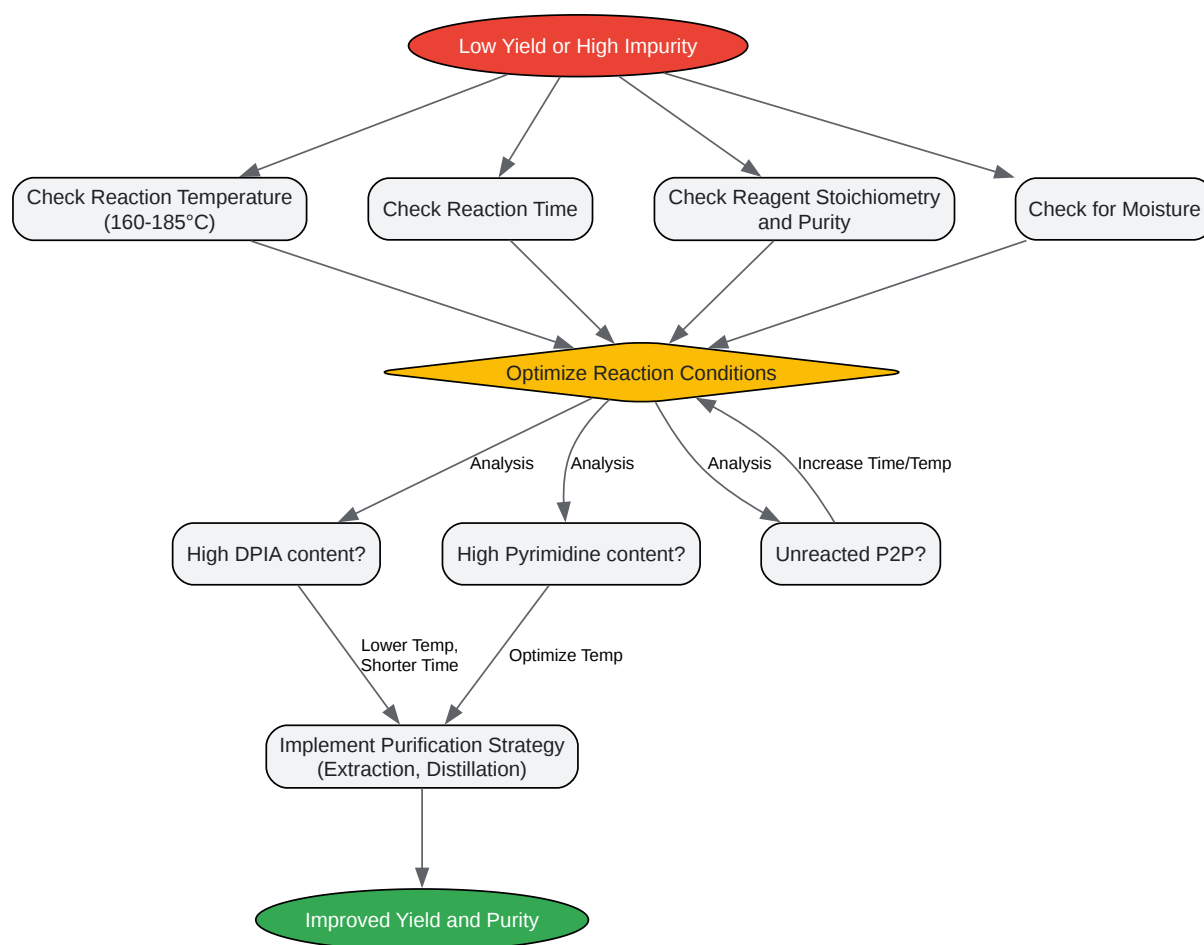 Low Yield or High Impurity
Check Reaction Temperature
(160-185°C)
Check Reaction Time
Check Reagent Stoichiometry
and Purity
Check for Moisture
Optimize Reaction Conditions
Analysis
Analysis
Analysis
Increase Time/Temp
High DPIA content?
High Pyrimidine content?
Unreacted P2P?
Lower Temp,
Shorter Time
Optimize Temp
Implement Purification Strategy
(Extraction, Distillation)
Improved Yield and Purity